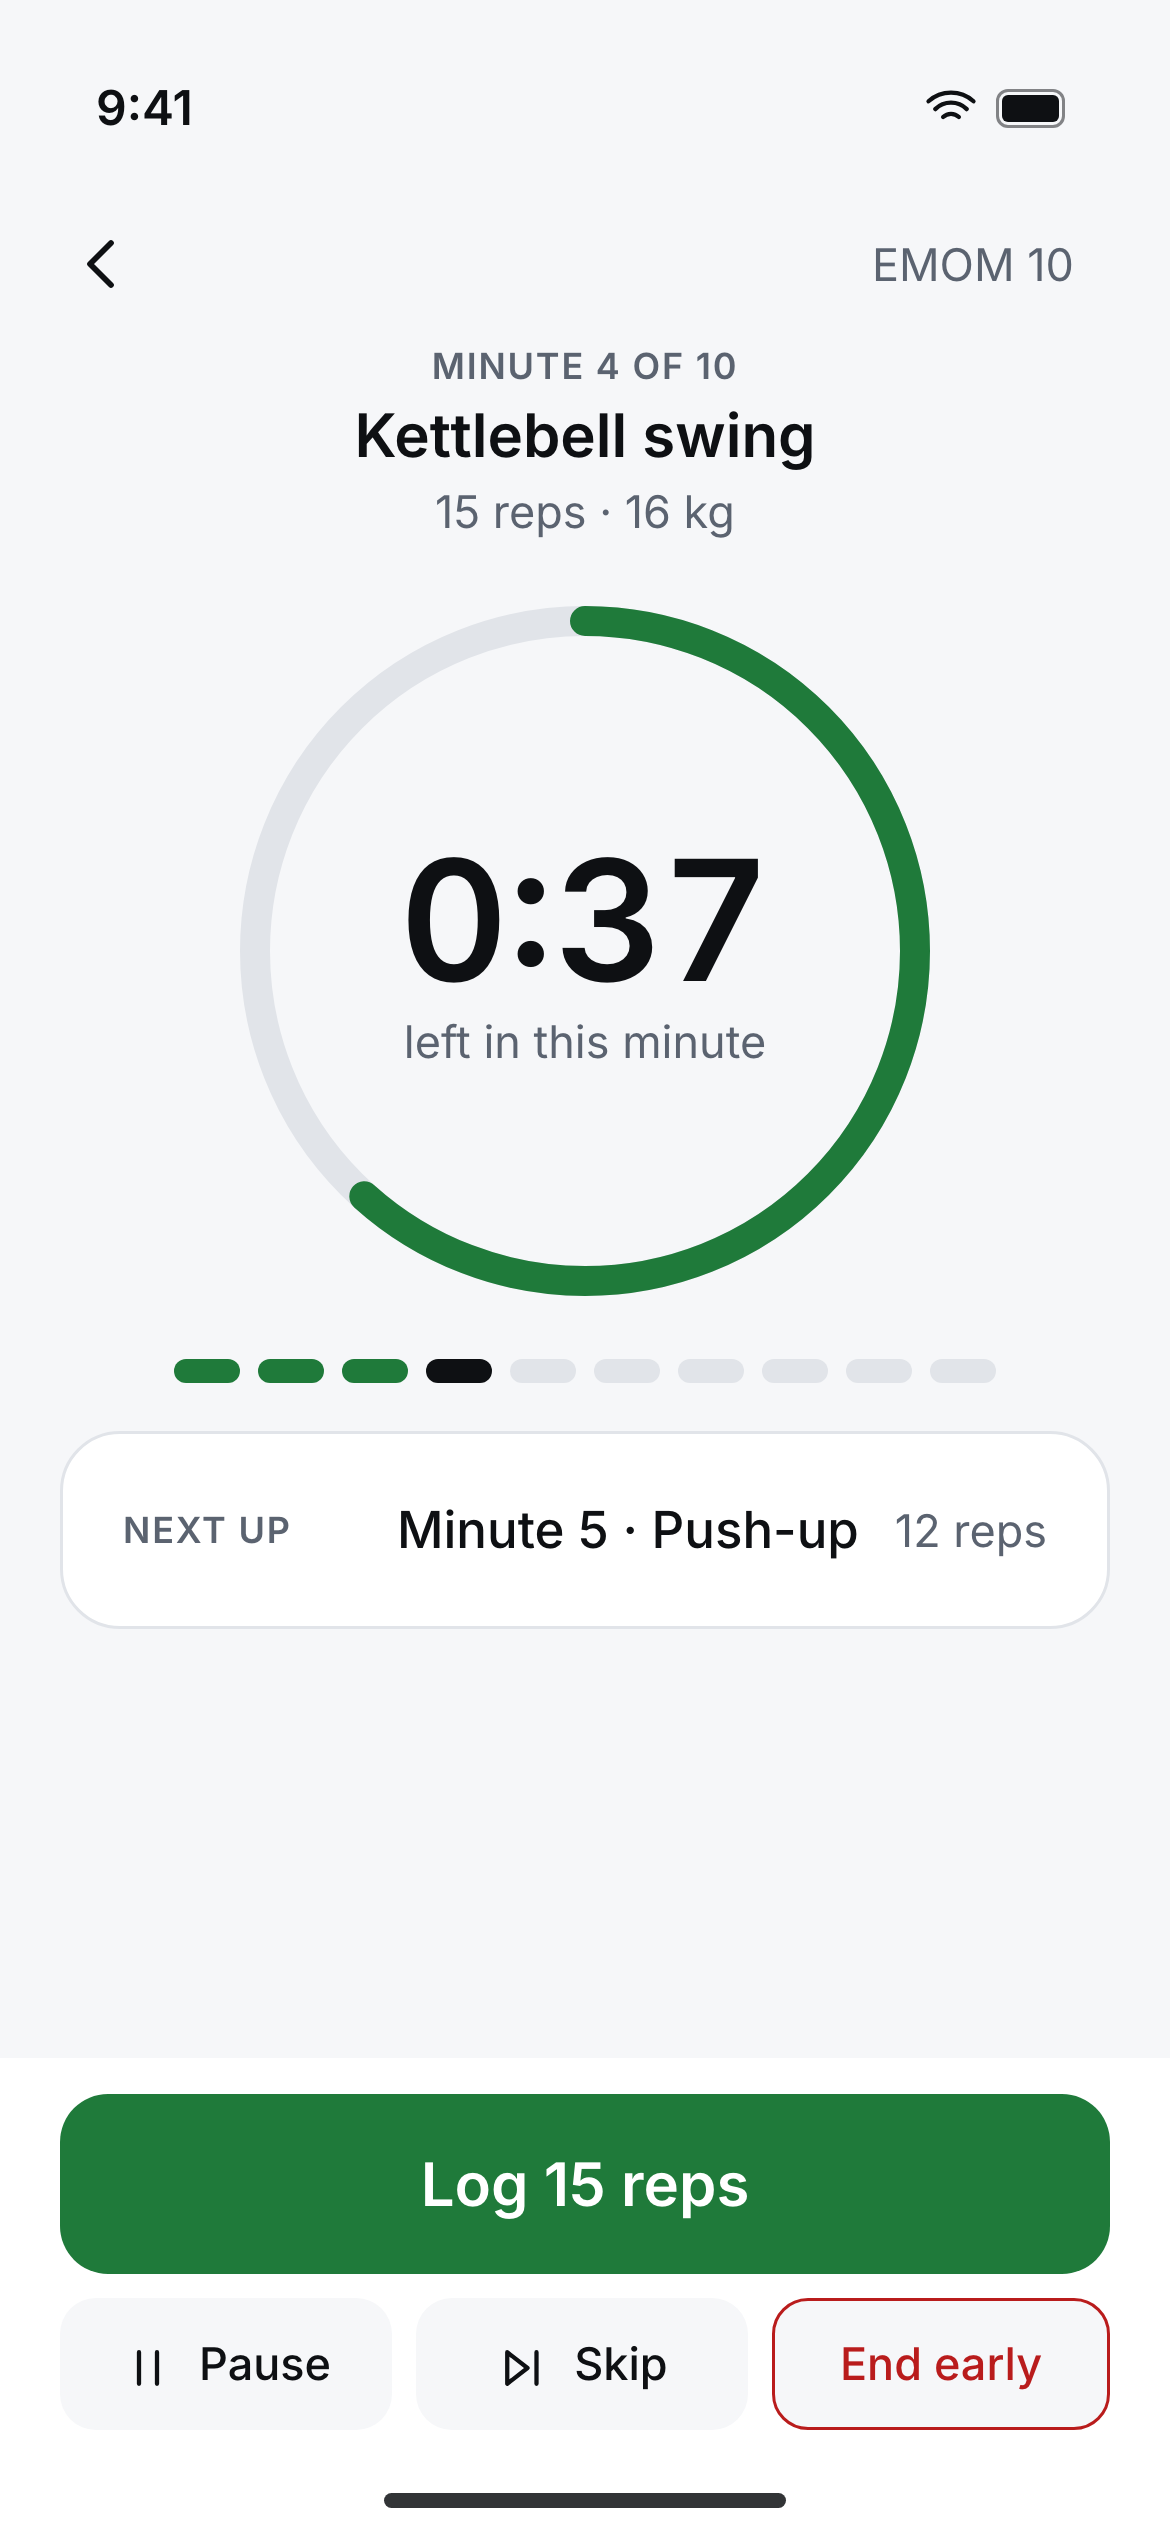 9:41
EMOM 10
MINUTE 4 OF 10
Kettlebell swing
15 reps · 16 kg
0:37
left in this minute
NEXT UP Minute 5 · Push-up 12 reps
Log 15 reps
Pause Skip End early